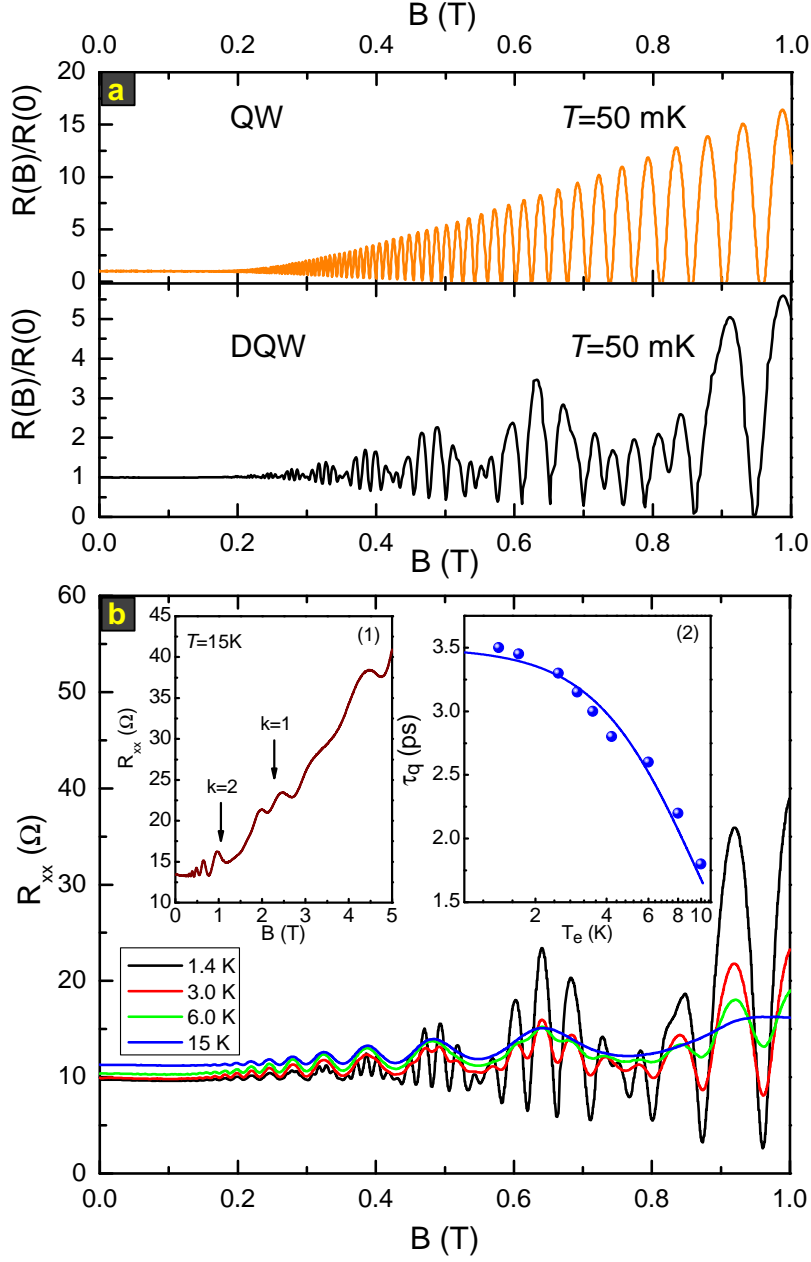 B (T)
0.0 0.2 0.4 0.6 0.8 1.0
a
QW
T=50 mK
R(B)/R(0)
20
15
10
5
0
DQW
T=50 mK
R(B)/R(0)
5
4
3
2
1
0
0.0 0.2 0.4 0.6 0.8 1.0
B (T)
b
R_xx (Ω)
60
50
40
30
20
10
0
T=15K
(1)
R_xx (Ω)
45
40
35
30
25
20
15
10
k=1
k=2
0 1 2 3 4 5
B (T)
(2)
τ_q (ps)
3.5
3.0
2.5
2.0
1.5
2 4 6 8 10
T_e (K)
1.4 K
3.0 K
6.0 K
15 K
0.0 0.2 0.4 0.6 0.8 1.0
B (T)